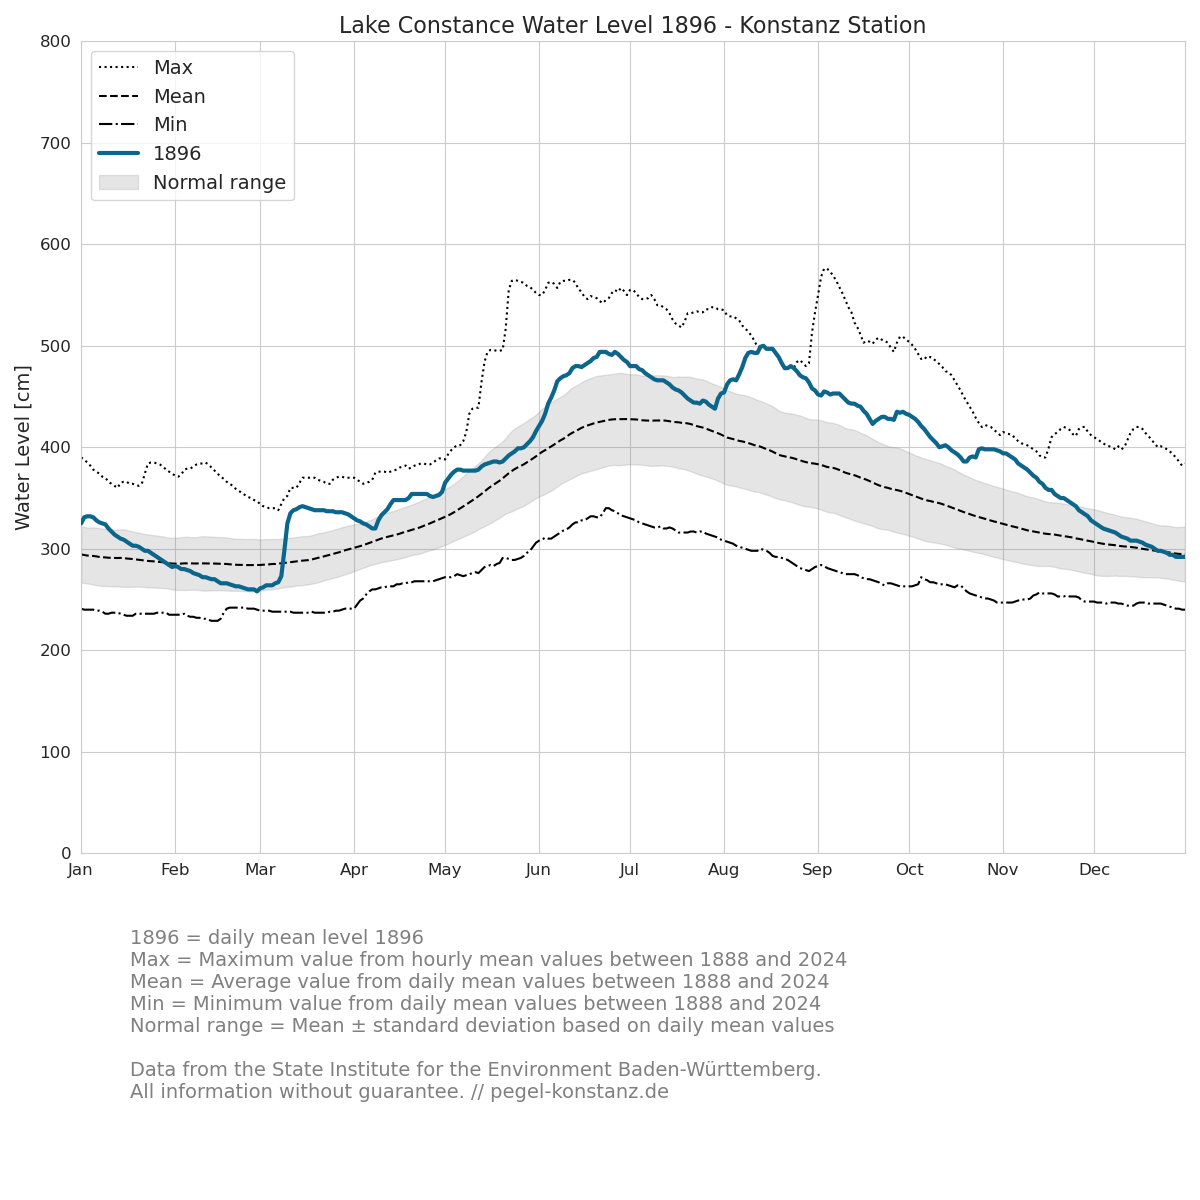 Lake Constance Water Level 1896 - Konstanz Station
Water Level [cm]
800
700
600
500
400
300
200
100
0
Max
Mean
Min
1896
Normal range
Jan Feb Mar Apr May Jun Jul Aug Sep Oct Nov Dec
1896 = daily mean level 1896
Max = Maximum value from hourly mean values between 1888 and 2024
Mean = Average value from daily mean values between 1888 and 2024
Min = Minimum value from daily mean values between 1888 and 2024
Normal range = Mean ± standard deviation based on daily mean values
Data from the State Institute for the Environment Baden-Württemberg.
All information without guarantee. // pegel-konstanz.de